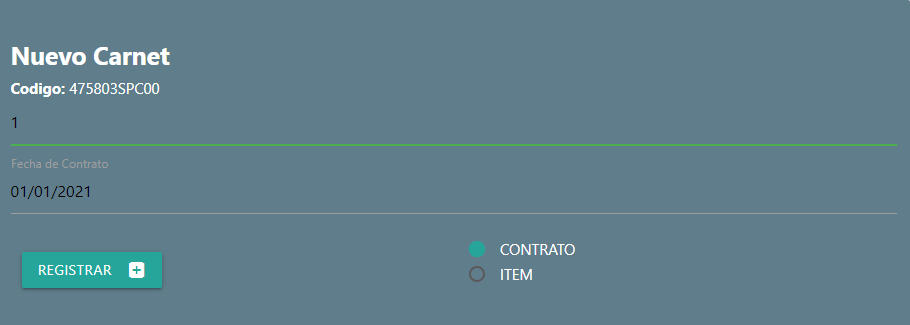 Nuevo Carnet
Codigo: 475803SPC00
1
Fecha de Contrato
01/01/2021
REGISTRAR
CONTRATO
ITEM